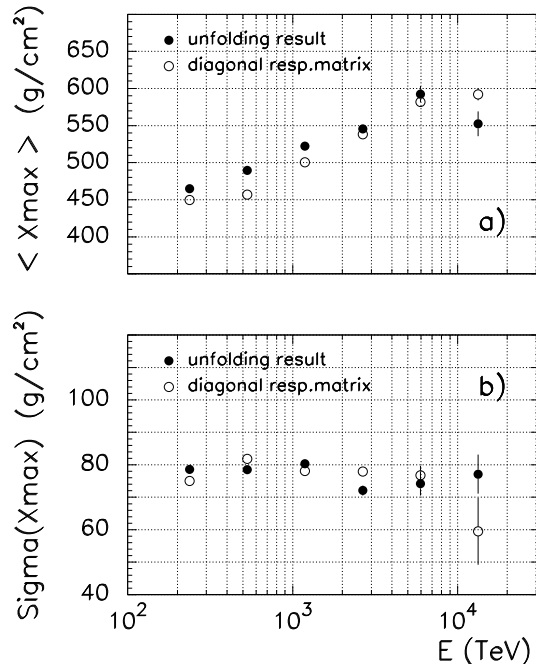 < Xmax > (g/cm²)
650
600
550
500
450
400
unfolding result
diagonal resp.matrix
a)
Sigma(Xmax) (g/cm²)
100
80
60
40
unfolding result
diagonal resp.matrix
b)
10² 10³ 10⁴
E (TeV)